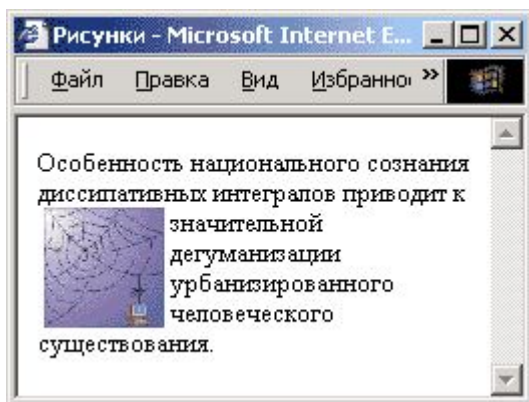 Рисунки - Microsoft Internet E...
Файл Правка Вид Избранно »
Особенность национального сознания
диссипативных интегралов приводит к
значительной
дегуманизации
урбанизированного
человеческого
существования.